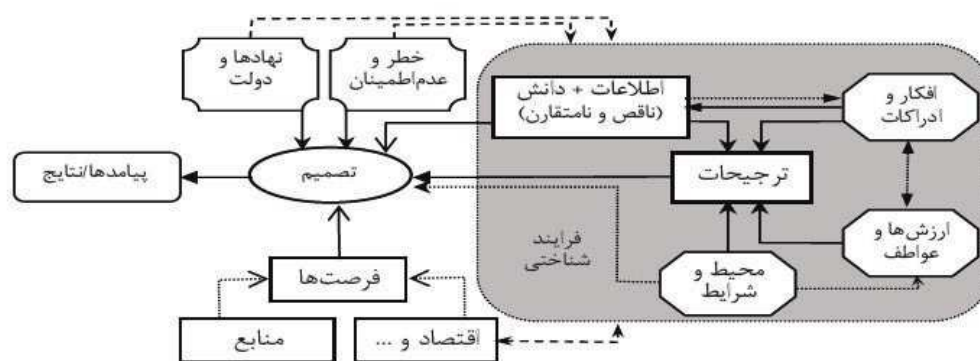 نهادها و
دولت
خطر و
عدم‌اطمینان
اطلاعات + دانش
(ناقص و نامتقارن)
افکار و
ادراکات
پیامدها/نتایج
تصمیم
ترجیحات
ارزش‌ها و
عواطف
فرایند
شناختی
محیط و
شرایط
فرصت‌ها
منابع
اقتصاد و ...